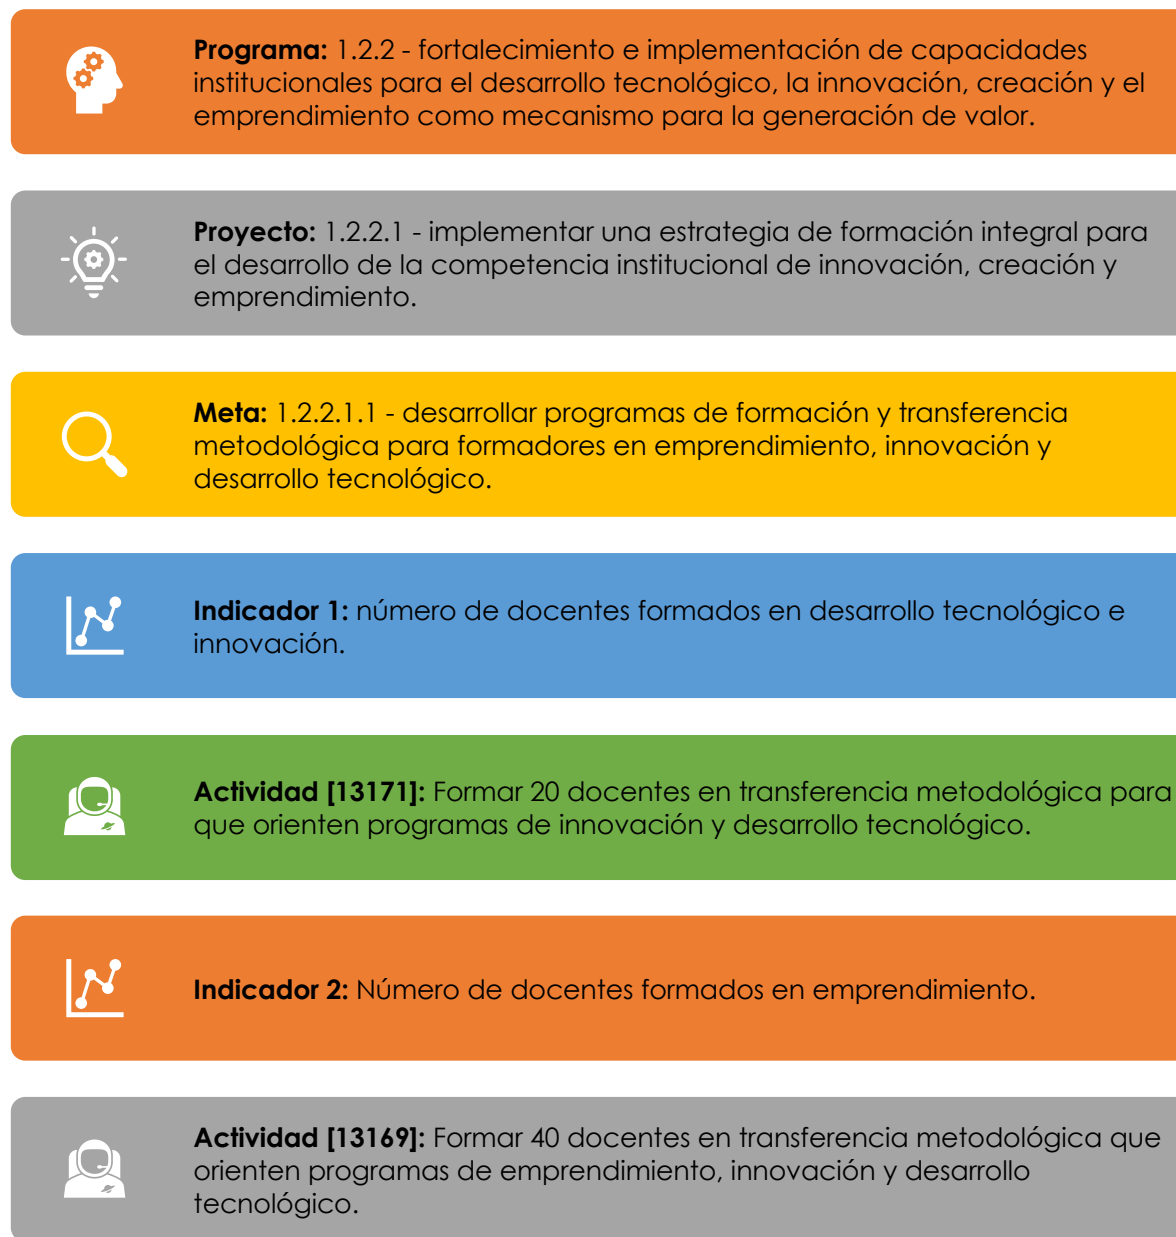 Programa: 1.2.2 - fortalecimiento e implementación de capacidades
institucionales para el desarrollo tecnológico, la innovación, creación y el
emprendimiento como mecanismo para la generación de valor.
Proyecto: 1.2.2.1 - implementar una estrategia de formación integral para
el desarrollo de la competencia institucional de innovación, creación y
emprendimiento.
Meta: 1.2.2.1.1 - desarrollar programas de formación y transferencia
metodológica para formadores en emprendimiento, innovación y
desarrollo tecnológico.
Indicador 1: número de docentes formados en desarrollo tecnológico e
innovación.
Actividad [13171]: Formar 20 docentes en transferencia metodológica para
que orienten programas de innovación y desarrollo tecnológico.
Indicador 2: Número de docentes formados en emprendimiento.
Actividad [13169]: Formar 40 docentes en transferencia metodológica que
orienten programas de emprendimiento, innovación y desarrollo
tecnológico.